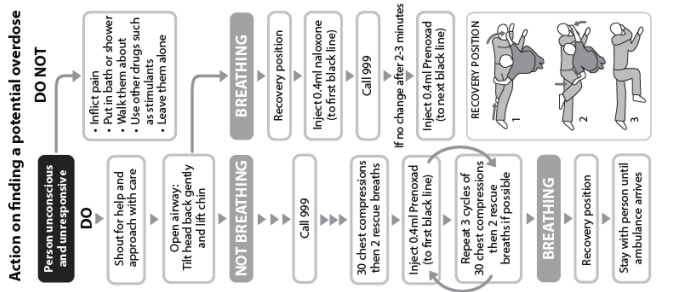 Action on finding a potential overdose
Person unconscious
and unresponsive
DO NOT
• Inflict pain
• Put in bath or shower
• Walk them about
• Use other drugs such
as stimulants
• Leave them alone
DO
Shout for help and
approach with care
Open airway:
Tilt head back gently
and lift chin
NOT BREATHING
Call 999
30 chest compressions
then 2 rescue breaths
Inject 0.4ml Prenoxad
(to first black line)
Repeat 3 cycles of
30 chest compressions
then 2 rescue
breaths if possible
BREATHING
Recovery position
Stay with person until
ambulance arrives
BREATHING
Recovery position
Inject 0.4ml naloxone
(to first black line)
Call 999
If no change after 2-3 minutes
Inject 0.4ml Prenoxad
(to next black line)
RECOVERY POSITION
1
2
3